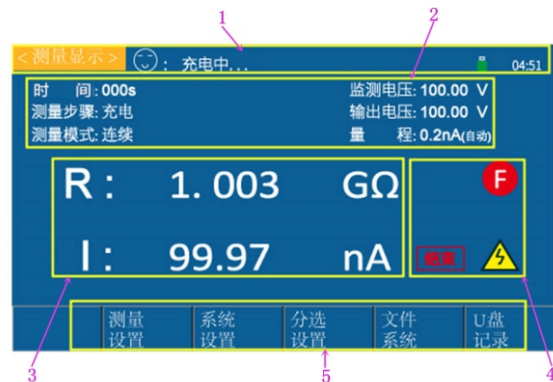 1
2
<测量显示> : 充电中... 04:51
时 间:000s 监测电压:100.00 V
测量步骤:充电 输出电压:100.00 V
测量模式:连续 量 程:0.2nA(自动)
R: 1.003 GΩ F
I: 99.97 nA 结束
测量设置 系统设置 分选设置 文件系统 U盘记录
3
5
4